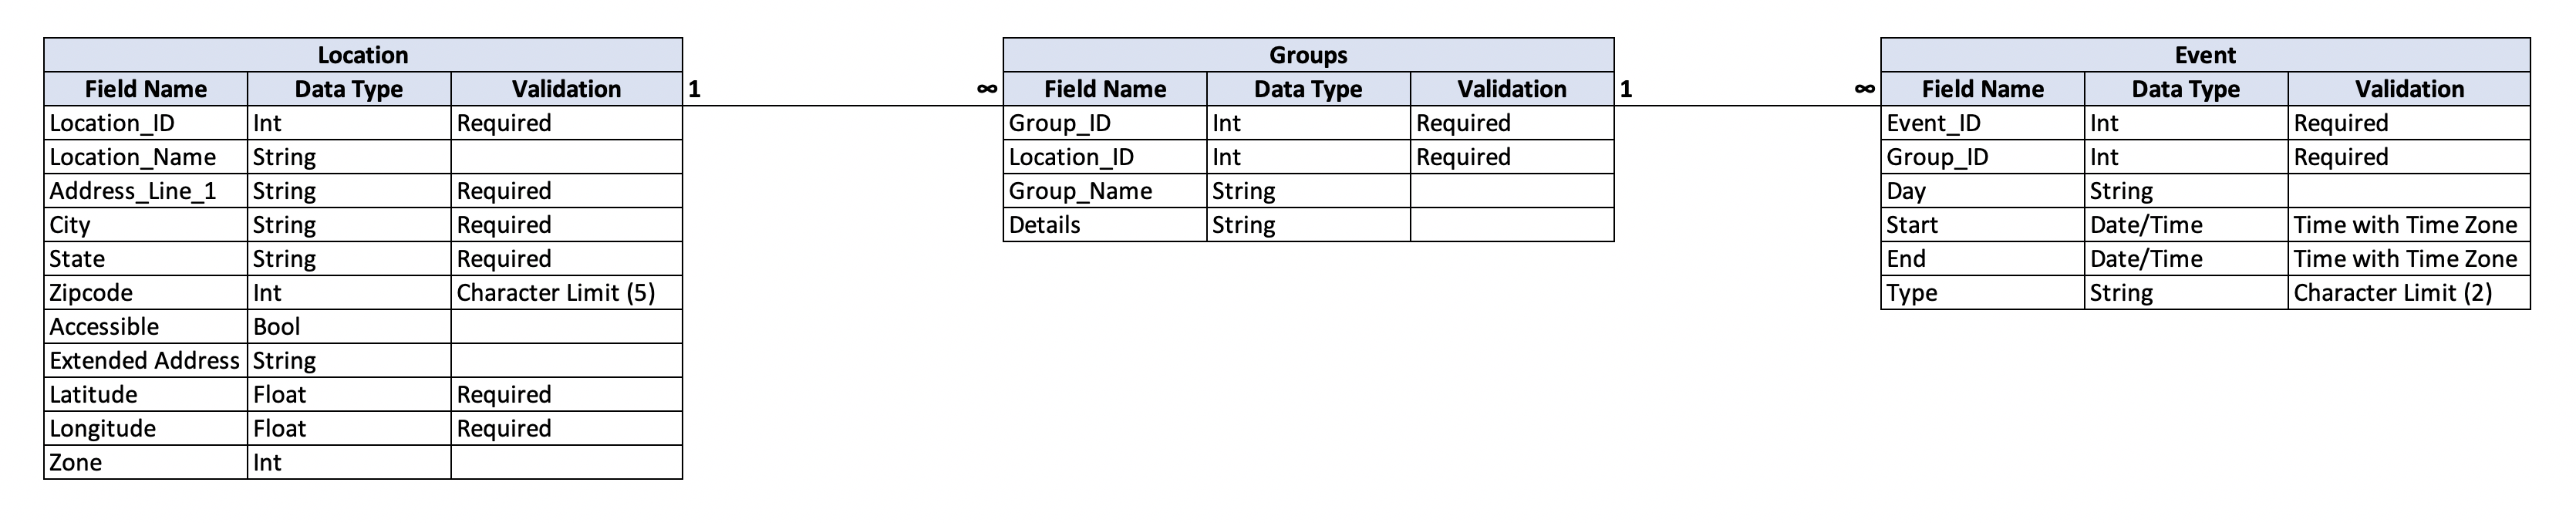 Location
Field Name Data Type Validation
Location_ID Int Required
Location_Name String
Address_Line_1 String Required
City String Required
State String Required
Zipcode Int Character Limit (5)
Accessible Bool
Extended Address String
Latitude Float Required
Longitude Float Required
Zone Int
1 ∞
Groups
Field Name Data Type Validation
Group_ID Int Required
Location_ID Int Required
Group_Name String
Details String
1 ∞
Event
Field Name Data Type Validation
Event_ID Int Required
Group_ID Int Required
Day String
Start Date/Time Time with Time Zone
End Date/Time Time with Time Zone
Type String Character Limit (2)